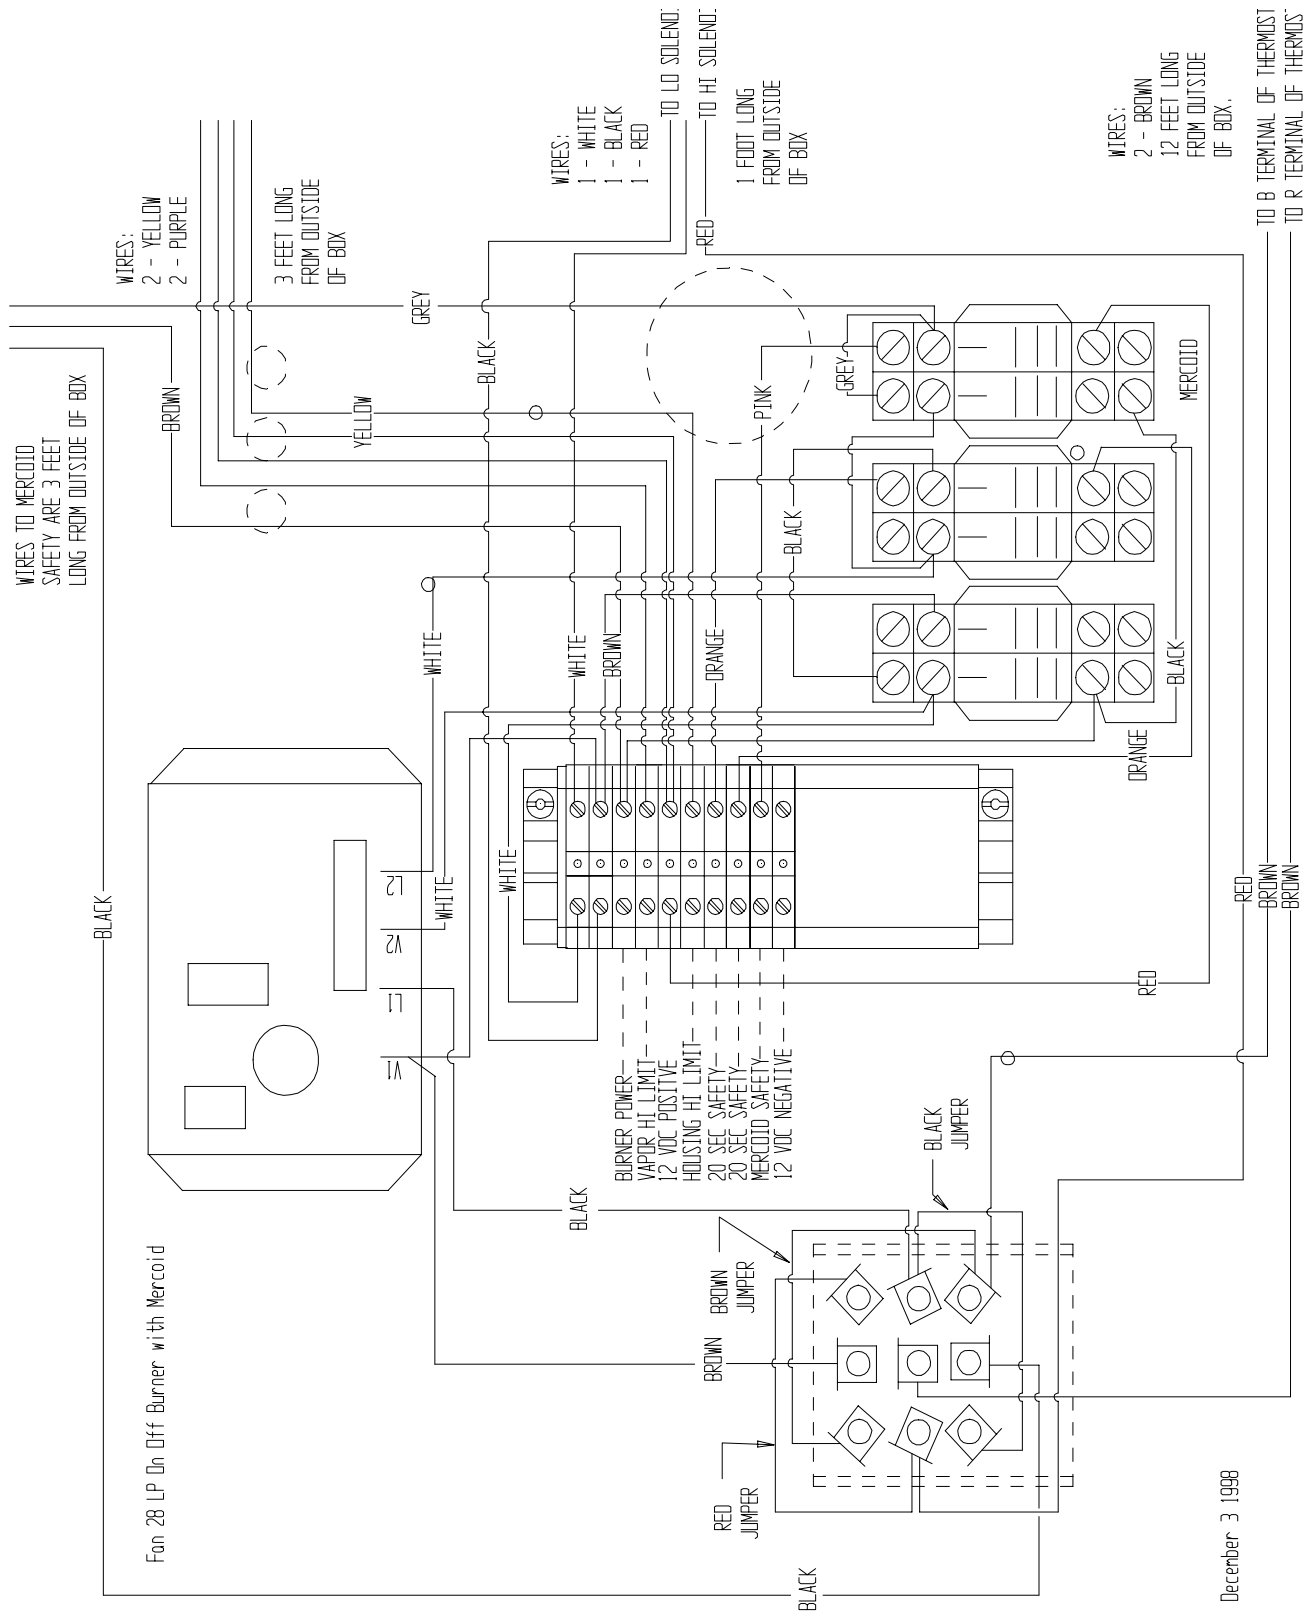 Fan 28 LP On Off Burner with Mercoid
WIRES TO MERCOID
SAFETY ARE 3 FEET
LONG FROM OUTSIDE OF BOX
WIRES:
2 - YELLOW
2 - PURPLE
3 FEET LONG
FROM OUTSIDE
OF BOX
WIRES:
1 - WHITE
1 - BLACK
1 - RED
TO LO SOLENOI
TO HI SOLENOI
1 FOOT LONG
FROM OUTSIDE
OF BOX
WIRES:
2 - BROWN
12 FEET LONG
FROM OUTSIDE
OF BOX.
TO B TERMINAL OF THERMOST
TO R TERMINAL OF THERMOS
BLACK
BROWN
GREY
YELLOW
BLACK
RED
PINK
GREY
MERCOID
BLACK
WHITE
WHITE
BROWN
ORANGE
BLACK
ORANGE
L2
V2
L1
V1
WHITE
WHITE
RED
BROWN
BROWN
RED
BURNER POWER
VAPOR HI LIMIT
12 VDC POSITIVE
HOUSING HI LIMIT
20 SEC SAFETY
20 SEC SAFETY
MERCOID SAFETY
12 VDC NEGATIVE
BLACK
BLACK
JUMPER
BROWN
JUMPER
BROWN
RED
JUMPER
BLACK
December 3 1998